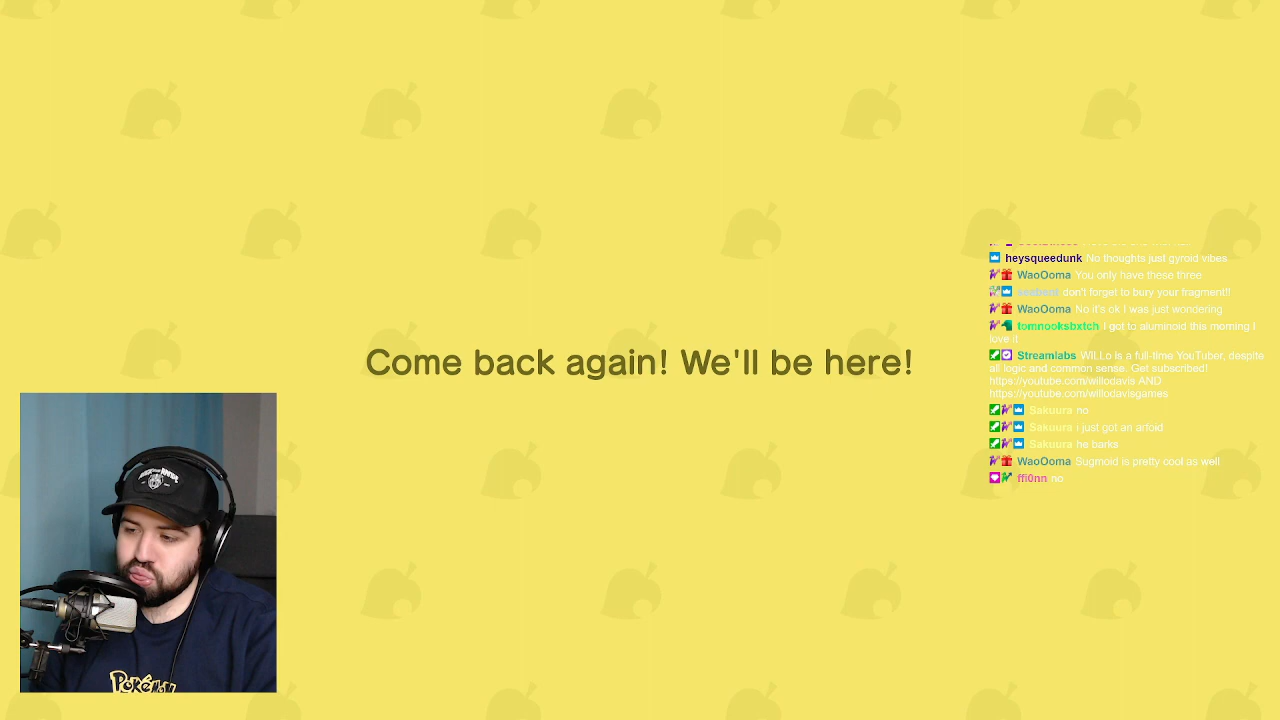 heysqueedunk No thoughts just gyroid vibes
WaoOoma You only have these three
don't forget to bury your fragment!!
WaoOoma No it's ok I was just wondering
tomnooksbxtch I got to aluminoid this morning I
love it
Streamlabs WILLo is a full-time YouTuber, despite
all logic and common sense. Get subscribed!
https://youtube.com/willodavis AND
https://youtube.com/willodavisgames
Sakuura no
Sakuura i just got an arfoid
Sakuura he barks
WaoOoma Sugmoid is pretty cool as well
ffi0nn no
Come back again! We'll be here!
Pokémon